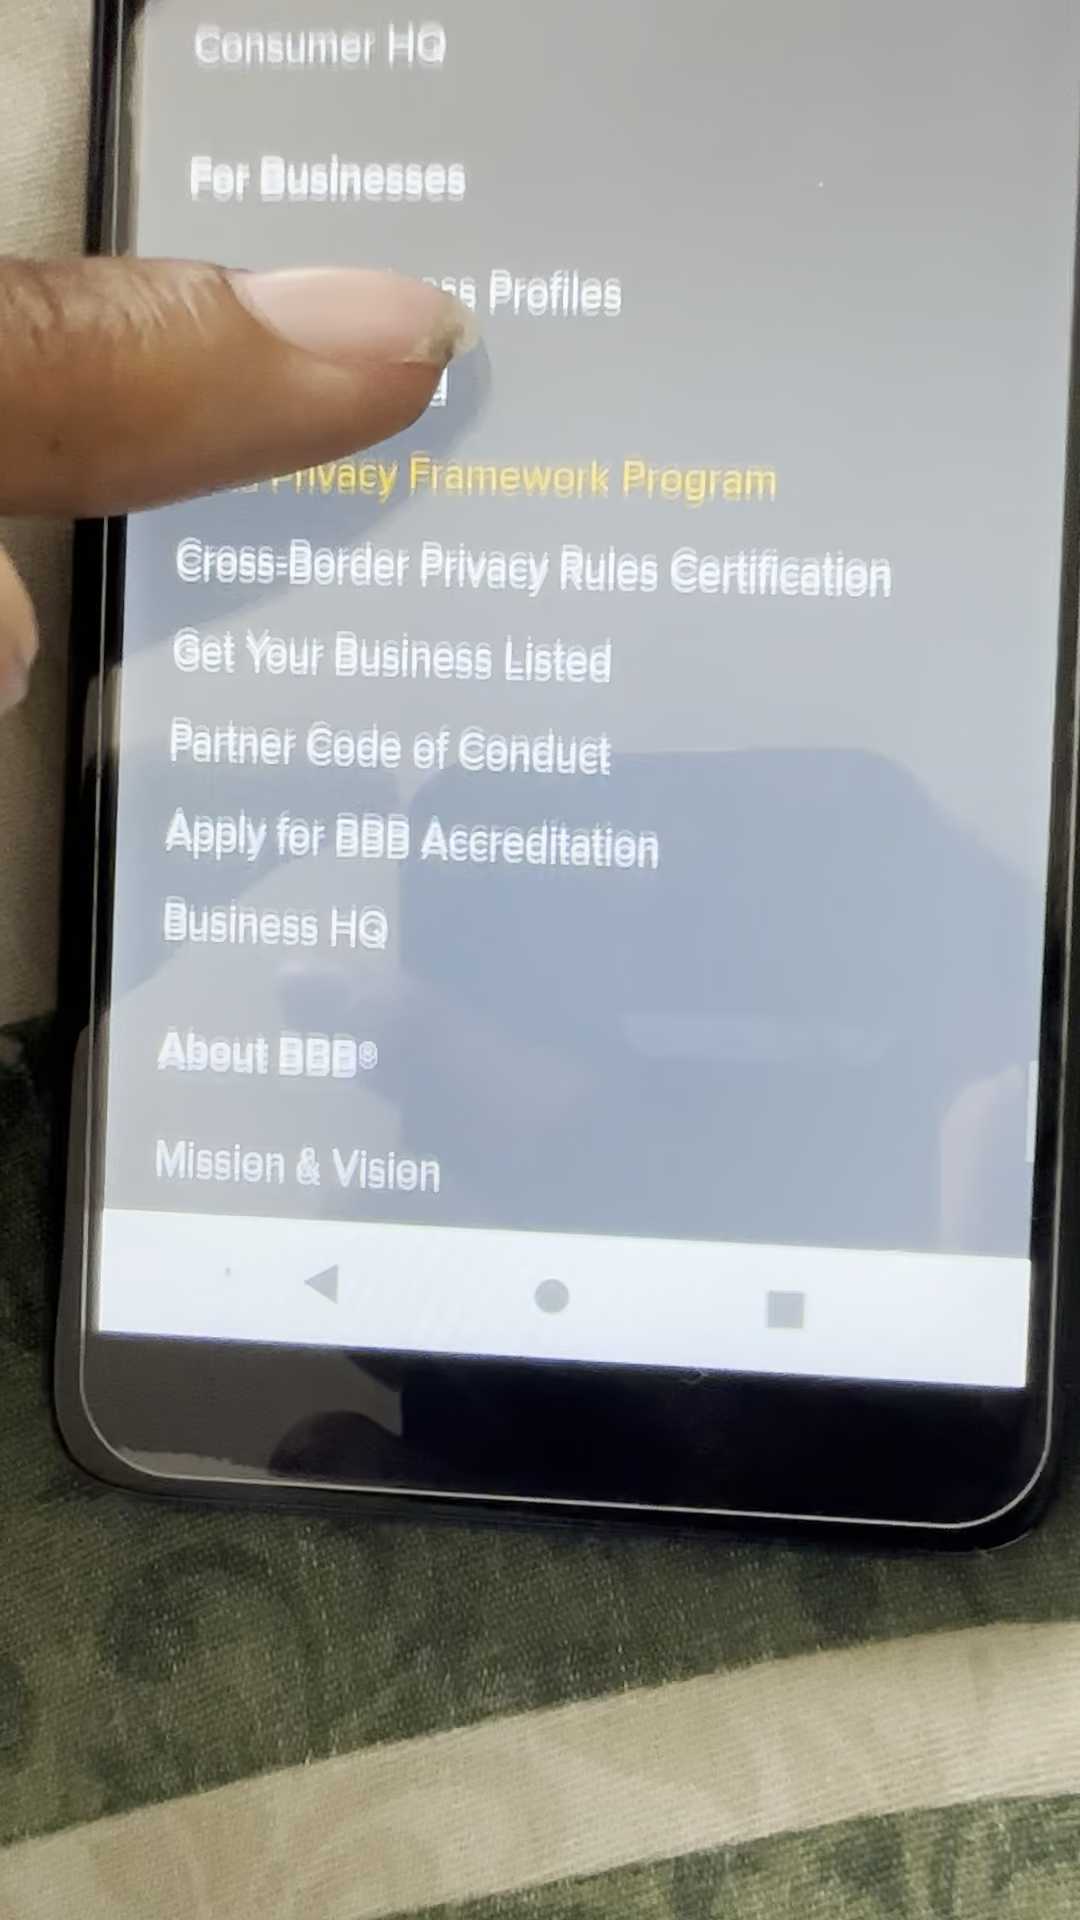 Consumer HQ
For Businesses
Profiles
Privacy Framework Program
Cross-Border Privacy Rules Certification
Get Your Business Listed
Partner Code of Conduct
Apply for BBB Accreditation
Business HQ
About BBB®
Mission & Vision